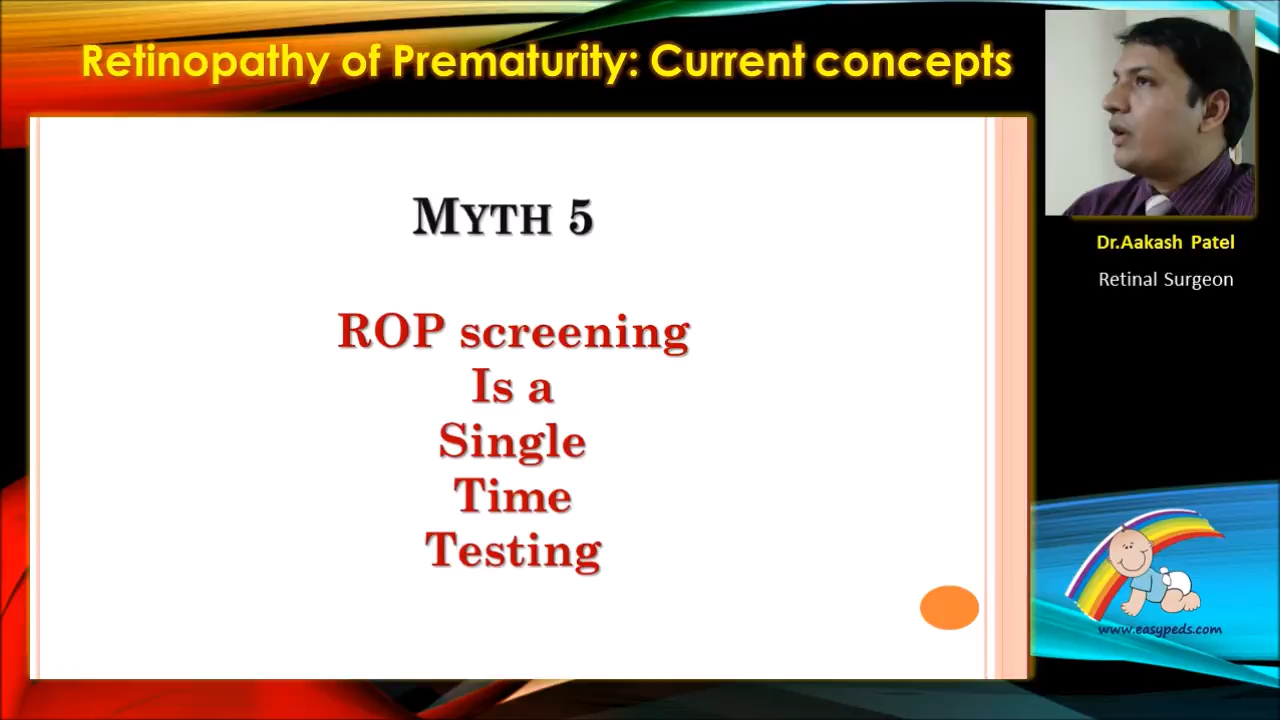 Retinopathy of Prematurity: Current concepts
Myth 5
ROP screening
Is a
Single
Time
Testing
Dr.Aakash Patel
Retinal Surgeon
www.easypeds.com